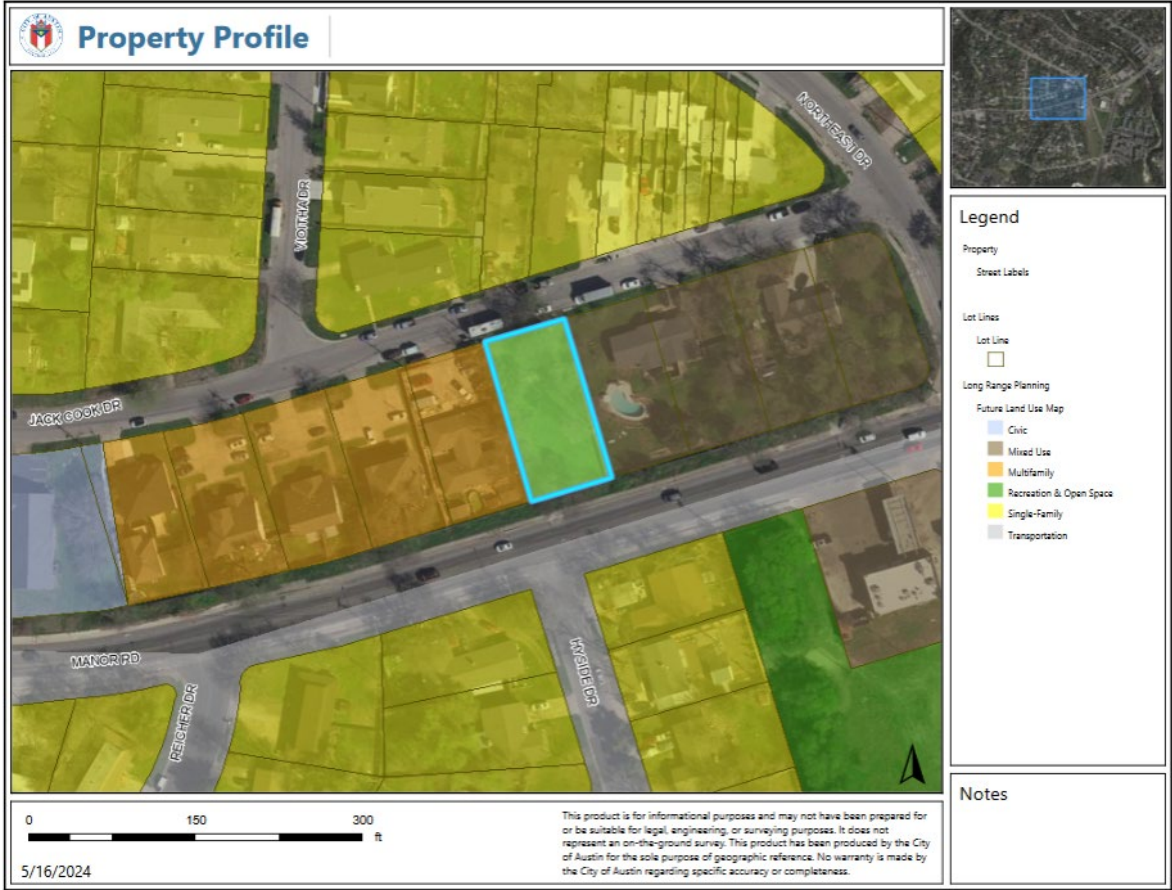 CITY OF AUSTIN
Property Profile
NORTHEAST DR
VIOITHA DR
JACK COOK DR
MANOR RD
REICHER DR
HYSIDE DR
Legend
Property
Street Labels
Lot Lines
Lot Line
Long Range Planning
Future Land Use Map
Civic
Mixed Use
Multifamily
Recreation & Open Space
Single-Family
Transportation
Notes
0 150 300
ft
5/16/2024
This product is for informational purposes and may not have been prepared for
or be suitable for legal, engineering, or surveying purposes. It does not
represent an on-the-ground survey. This product has been produced by the City
of Austin for the sole purpose of geographic reference. No warranty is made by
the City of Austin regarding specific accuracy or completeness.